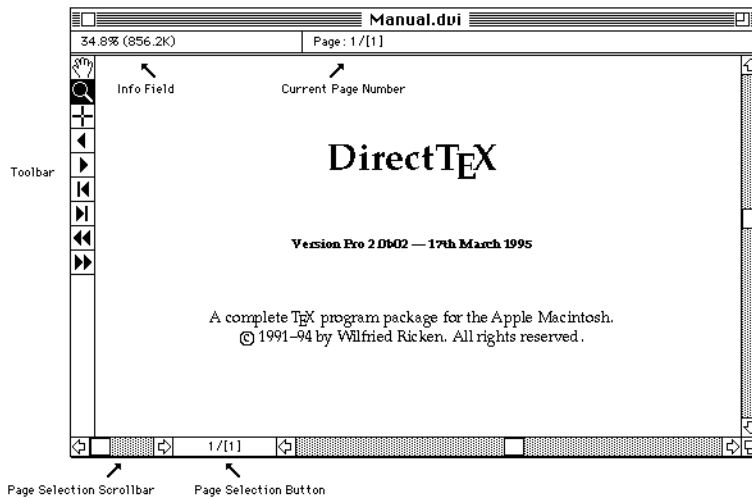 Manual.dvi
34.8% (856.2K)
Page: 1/[1]
Info Field
Current Page Number
Toolbar
DirectTEX
Version Pro 2.0b02 — 17th March 1995
A complete TEX program package for the Apple Macintosh.
© 1991–94 by Wilfried Ricken. All rights reserved.
1/[1]
Page Selection Scrollbar
Page Selection Button